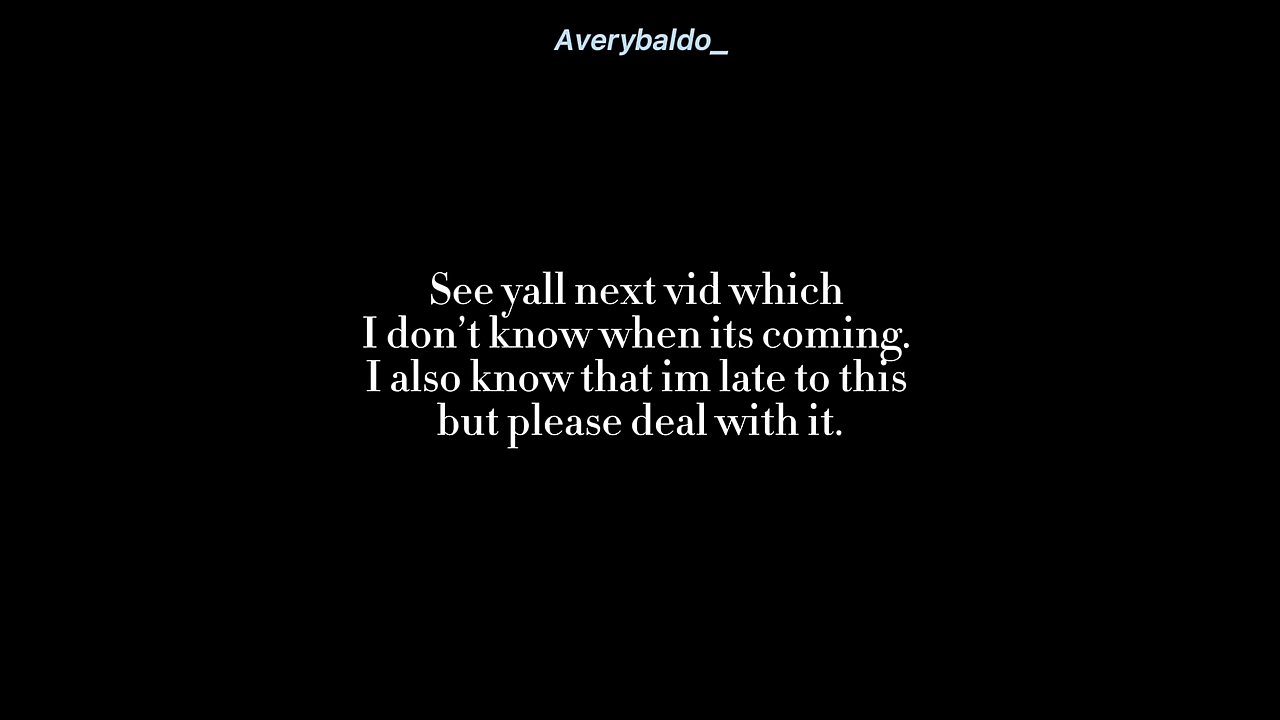 Averybaldo_
See yall next vid which
I don’t know when its coming.
I also know that im late to this
but please deal with it.